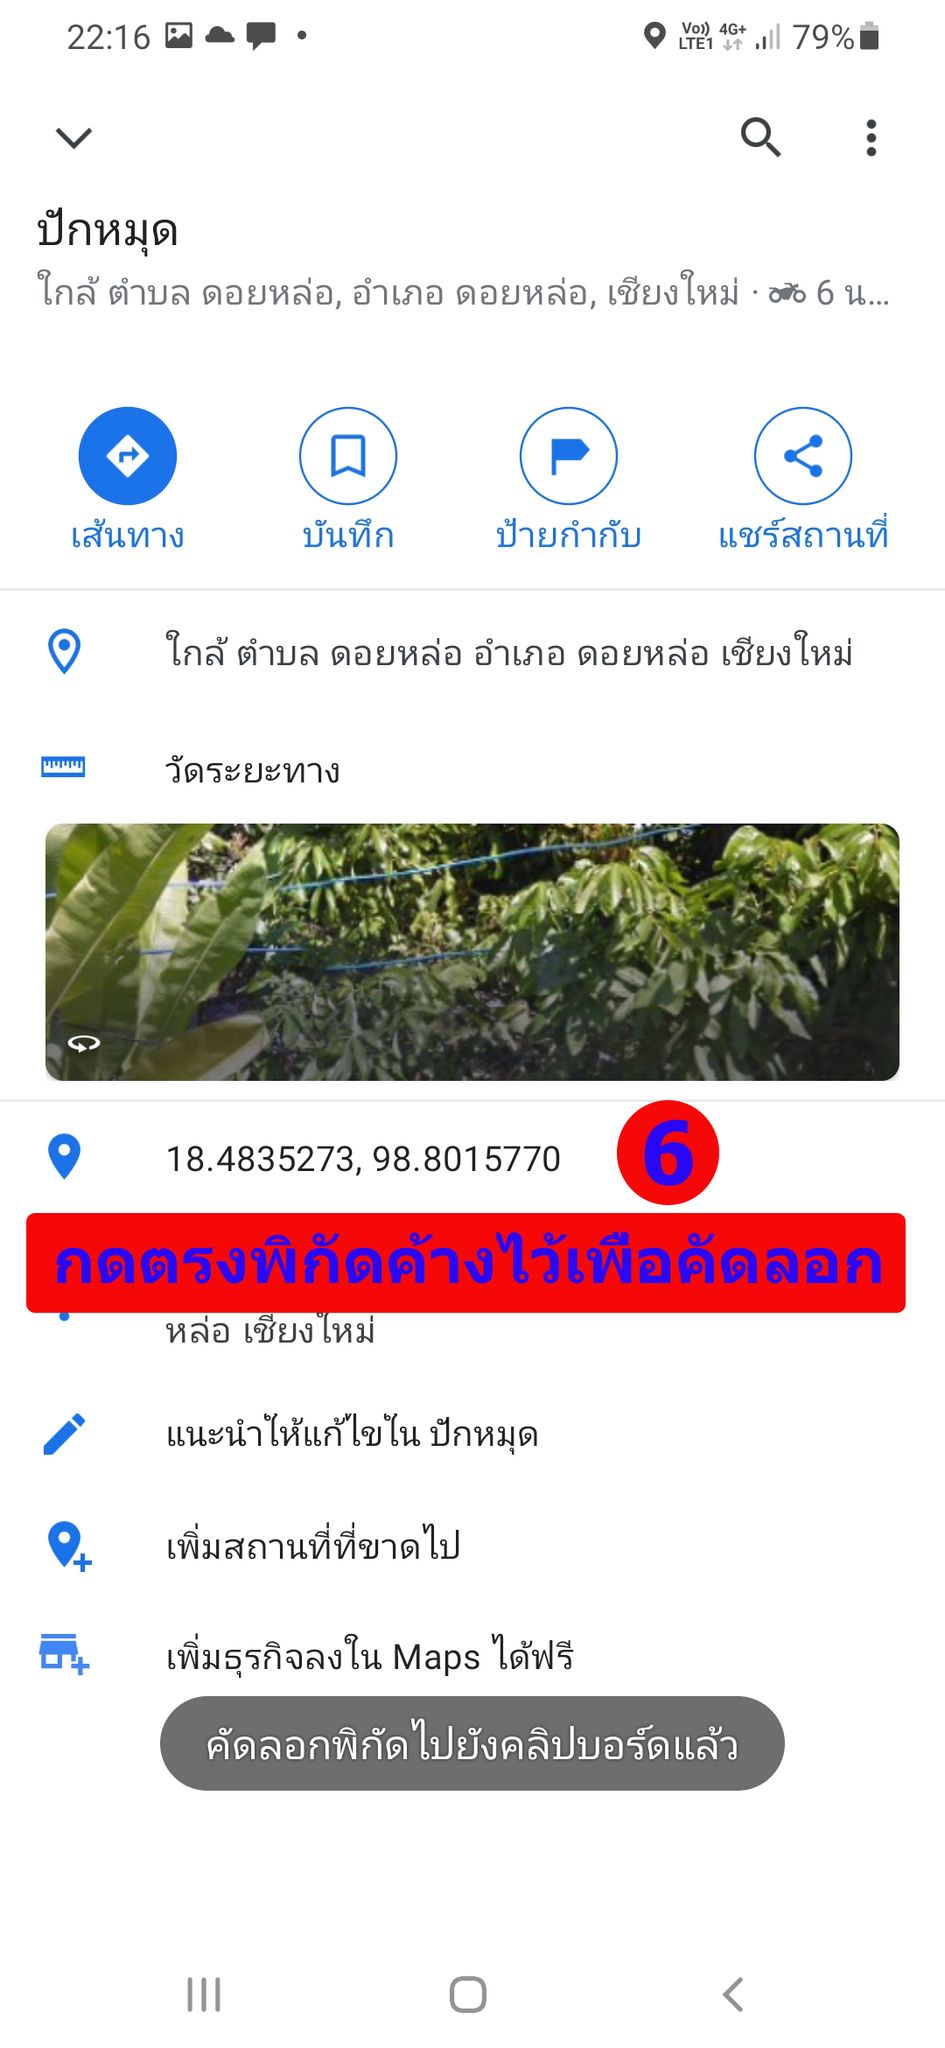 22:16
Vo)) LTE1 4G+ 79%
ปักหมุด
ใกล้ ตำบล ดอยหล่อ, อำเภอ ดอยหล่อ, เชียงใหม่ · 6 น...
เส้นทาง บันทึก ป้ายกำกับ แชร์สถานที่
ใกล้ ตำบล ดอยหล่อ อำเภอ ดอยหล่อ เชียงใหม่
วัดระยะทาง
18.4835273, 98.8015770 6
กดตรงพิกัดค้างไว้เพื่อคัดลอก
หล่อ เชียงใหม่
แนะนำให้แก้ไขใน ปักหมุด
เพิ่มสถานที่ที่ขาดไป
เพิ่มธุรกิจลงใน Maps ได้ฟรี
คัดลอกพิกัดไปยังคลิปบอร์ดแล้ว